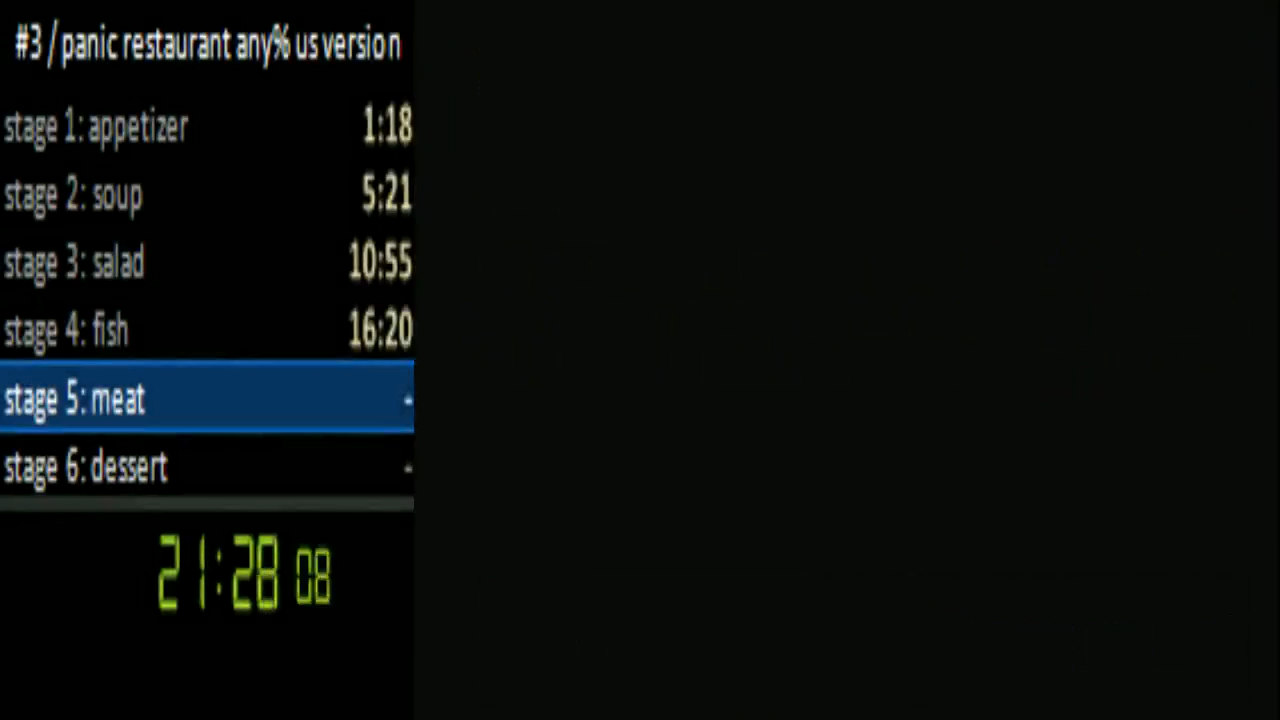 #3 / panic restaurant any% us version
stage 1: appetizer 1:18
stage 2: soup 5:21
stage 3: salad 10:55
stage 4: fish 16:20
stage 5: meat -
stage 6: dessert -
21:28 08